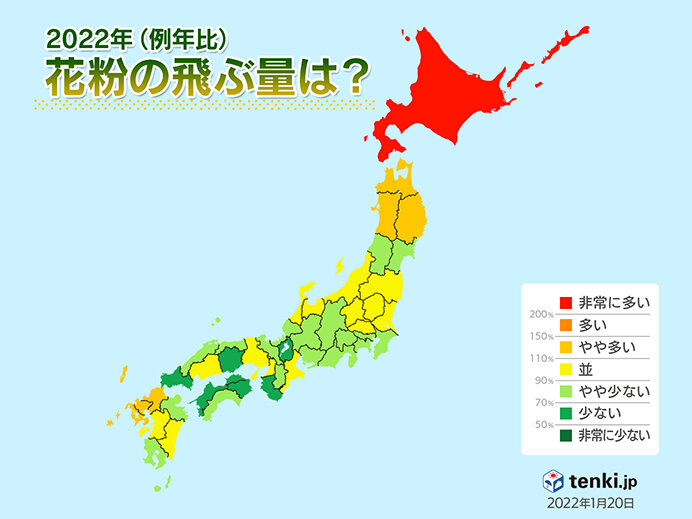 2022年（例年比）
花粉の飛ぶ量は？
非常に多い
200%
多い
150%
やや多い
110%
並
90%
やや少ない
70%
少ない
50%
非常に少ない
tenki.jp
2022年1月20日